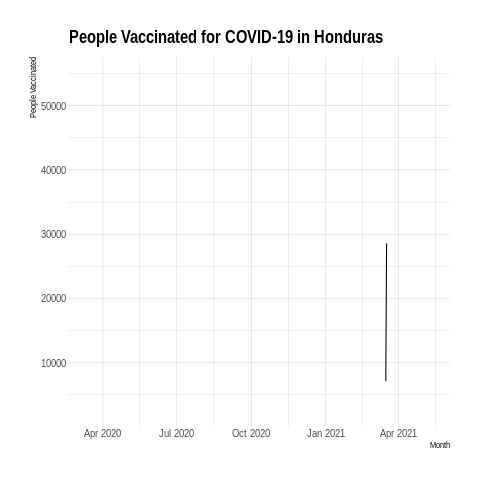 People Vaccinated for COVID-19 in Honduras
People Vaccinated
50000
40000
30000
20000
10000
Apr 2020 Jul 2020 Oct 2020 Jan 2021 Apr 2021
Month